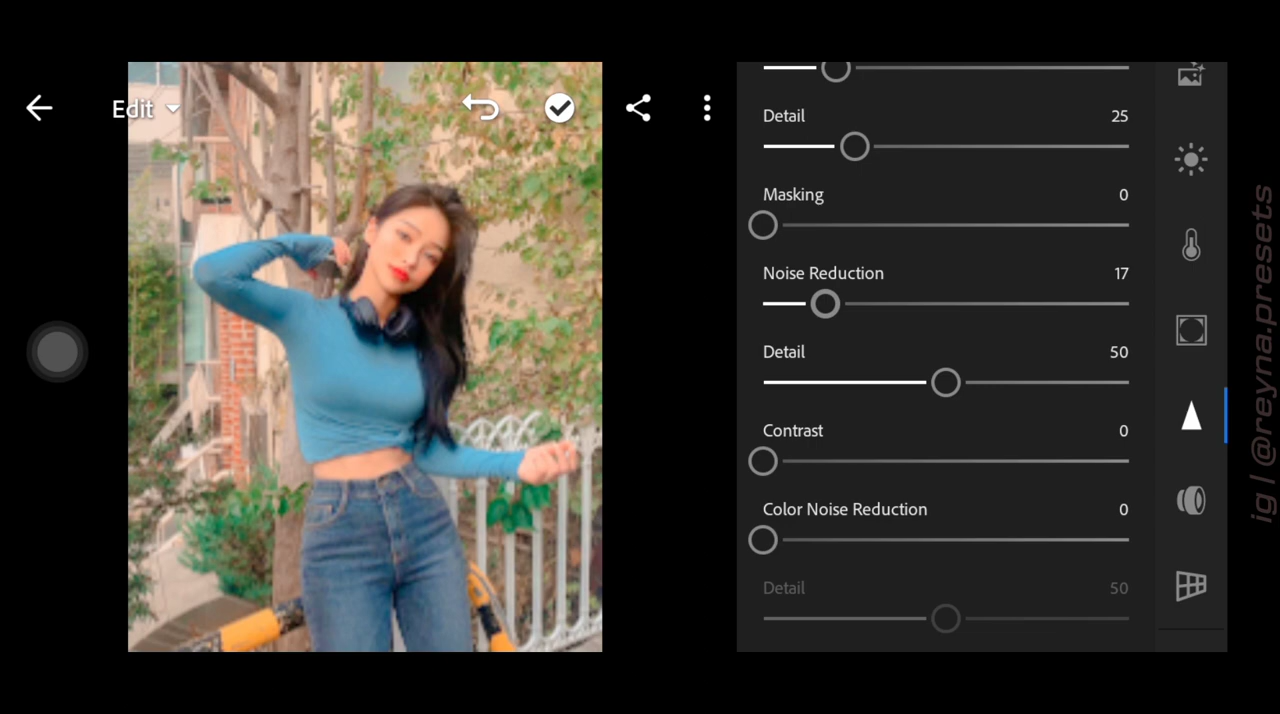 Edit
Detail 25
Masking 0
Noise Reduction 17
Detail 50
Contrast 0
Color Noise Reduction 0
Detail 50
ig | @reyna.presets